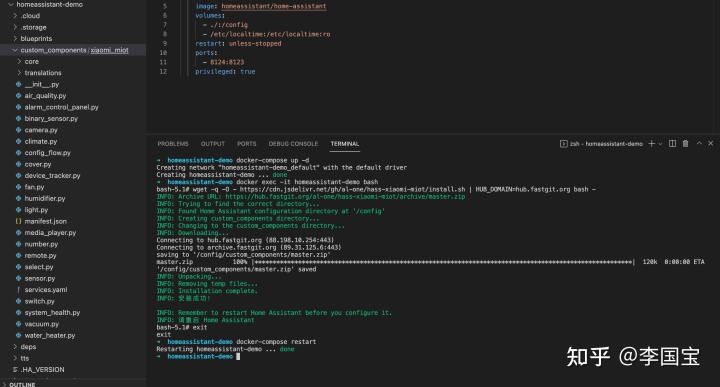 homeassistant-demo
.cloud
.storage
blueprints
custom_components/xiaomi_miot
core
translations
__init__.py
air_quality.py
alarm_control_panel.py
binary_sensor.py
camera.py
climate.py
config_flow.py
cover.py
device_tracker.py
fan.py
humidifier.py
light.py
manifest.json
media_player.py
number.py
remote.py
select.py
sensor.py
services.yaml
switch.py
system_health.py
vacuum.py
water_heater.py
deps
tts
.HA_VERSION
OUTLINE
5 image: homeassistant/home-assistant
6 volumes:
7 - ./:/config
8 - /etc/localtime:/etc/localtime:ro
9 restart: unless-stopped
10 ports:
11 - 8124:8123
12 privileged: true
PROBLEMS OUTPUT PORTS DEBUG CONSOLE TERMINAL
zsh - homeassistant-demo
→ homeassistant-demo docker-compose up -d
Creating network "homeassistant-demo_default" with the default driver
Creating homeassistant-demo ... done
→ homeassistant-demo docker exec -it homeassistant-demo bash
bash-5.1# wget -q -O - https://cdn.jsdelivr.net/gh/al-one/hass-xiaomi-miot/install.sh | HUB_DOMAIN=hub.fastgit.org bash -
INFO: Archive URL: https://hub.fastgit.org/al-one/hass-xiaomi-miot/archive/master.zip
INFO: Trying to find the correct directory...
INFO: Found Home Assistant configuration directory at '/config'
INFO: Creating custom_components directory...
INFO: Changing to the custom_components directory...
INFO: Downloading...
Connecting to hub.fastgit.org (88.198.10.254:443)
Connecting to archive.fastgit.org (89.31.125.6:443)
saving to '/config/custom_components/master.zip'
master.zip 100% |********************************************************************************| 120k 0:00:00 ETA
'/config/custom_components/master.zip' saved
INFO: Unpacking...
INFO: Removing temp files...
INFO: Installation complete.
INFO: 安装成功!
INFO: Remember to restart Home Assistant before you configure it.
INFO: 请重启 Home Assistant
bash-5.1# exit
exit
→ homeassistant-demo docker-compose restart
Restarting homeassistant-demo ... done
→ homeassistant-demo
知乎 @李国宝